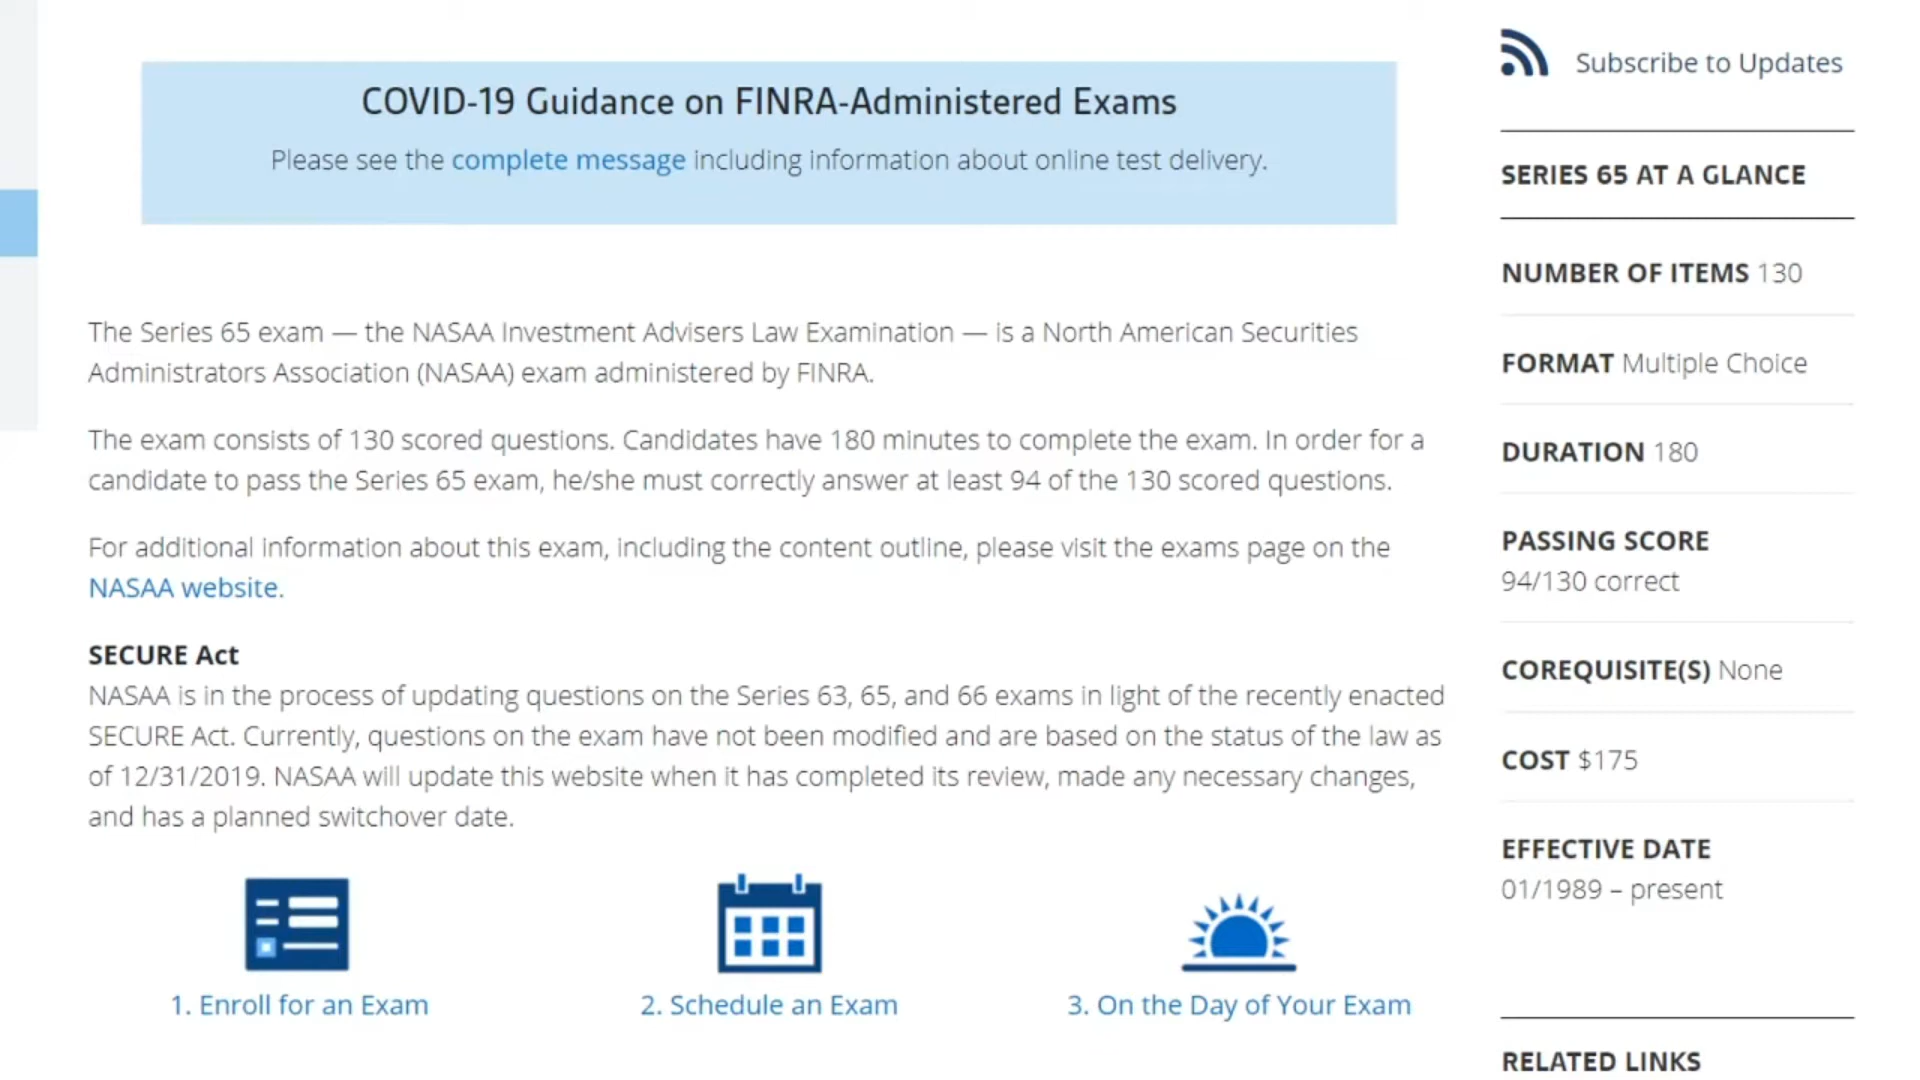 COVID-19 Guidance on FINRA-Administered Exams
Please see the complete message including information about online test delivery.
The Series 65 exam — the NASAA Investment Advisers Law Examination — is a North American Securities
Administrators Association (NASAA) exam administered by FINRA.
The exam consists of 130 scored questions. Candidates have 180 minutes to complete the exam. In order for a
candidate to pass the Series 65 exam, he/she must correctly answer at least 94 of the 130 scored questions.
For additional information about this exam, including the content outline, please visit the exams page on the
NASAA website.
SECURE Act
NASAA is in the process of updating questions on the Series 63, 65, and 66 exams in light of the recently enacted
SECURE Act. Currently, questions on the exam have not been modified and are based on the status of the law as
of 12/31/2019. NASAA will update this website when it has completed its review, made any necessary changes,
and has a planned switchover date.
1. Enroll for an Exam
2. Schedule an Exam
3. On the Day of Your Exam
Subscribe to Updates
SERIES 65 AT A GLANCE
NUMBER OF ITEMS 130
FORMAT Multiple Choice
DURATION 180
PASSING SCORE
94/130 correct
COREQUISITE(S) None
COST $175
EFFECTIVE DATE
01/1989 – present
RELATED LINKS